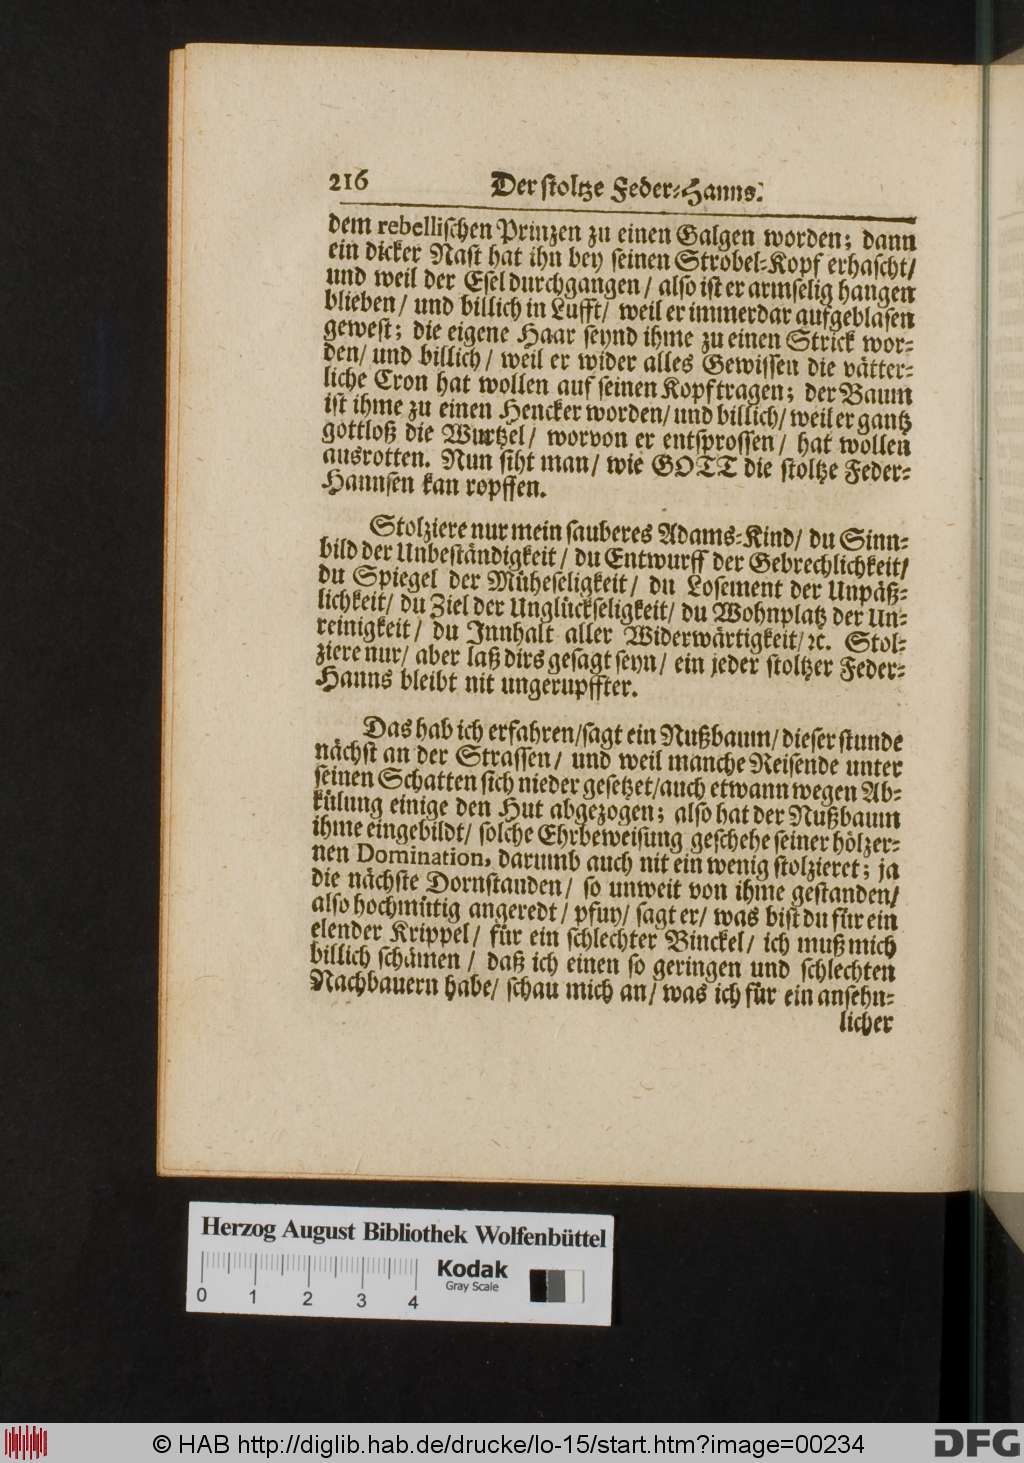 216 Der stoltze Feder-Hanns.
dem rebellischen Prinzen zu einen Galgen worden; dann
ein dicker Nast hat ihn bey seinen Strobel-Kopf erhascht/
und weil der Esel durchgangen / also ist er armselig hangen
blieben / und billich in Lufft / weil er immerdar aufgeblasen
gewest; die eigene Haar seynd ihme zu einen Strick wor-
den / und billich / weil er wider alles Gewissen die vätter-
liche Cron hat wollen auf seinen Kopf tragen; der Baum
ist ihme zu einen Hencker worden / und billich / weil er gantz
gottloß die Wurtzel / worvon er entsprossen / hat wollen
ausrotten. Nun siht man / wie GOTT die stoltze Feder-
Hannsen kan ropffen.
Stolziere nur mein sauberes Adams-Kind / du Sinn-
bild der Unbeständigkeit / du Entwurff der Gebrechlichkeit/
du Spiegel der Müheseligkeit / du Losement der Unpäß-
lichkeit / du Ziel der Unglückseligkeit / du Wohnplatz der Un-
reinigkeit / du Innhalt aller Widerwärtigkeit / ꝛc. Stol-
ziere nur / aber laß dirs gesagt seyn / ein jeder stoltzer Feder-
Hanns bleibt nit ungerupffter.
Das hab ich erfahren / sagt ein Nußbaum / dieser stunde
nächst an der Strassen / und weil manche Reisende unter
seinen Schatten sich nieder gesetzet / auch etwann wegen Ab-
külung einige den Hut abgezogen; also hat der Nußbaum
ihme eingebildt / solche Ehrbeweisung geschehe seiner hölzer-
nen Domination, darumb auch nit ein wenig stolzieret; ja
die nächste Dornstauden / so unweit von ihme gestanden /
also hochmütig angeredt / pfuy / sagt er / was bist du für ein
elender Krippel / für ein schlechter Binckel / ich muß mich
billich schämen / daß ich einen so geringen und schlechten
Nachbauern habe / schau mich an / was ich für ein ansehn-
licher
Herzog August Bibliothek Wolfenbüttel
0 1 2 3 4
Kodak
Gray Scale
© HAB http://diglib.hab.de/drucke/lo-15/start.htm?image=00234
DFG